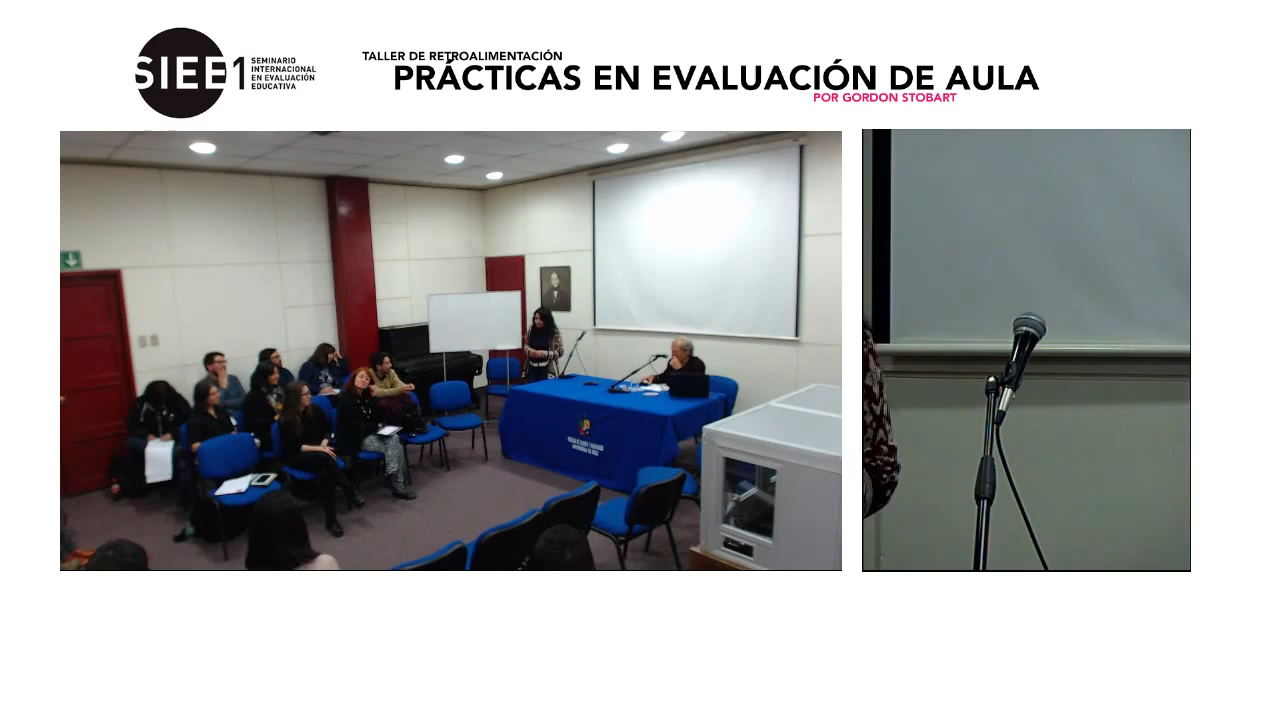 SIEE1
SEMINARIO
INTERNACIONAL
EN EVALUACIÓN
EDUCATIVA
TALLER DE RETROALIMENTACIÓN
PRÁCTICAS EN EVALUACIÓN DE AULA
POR GORDON STOBART